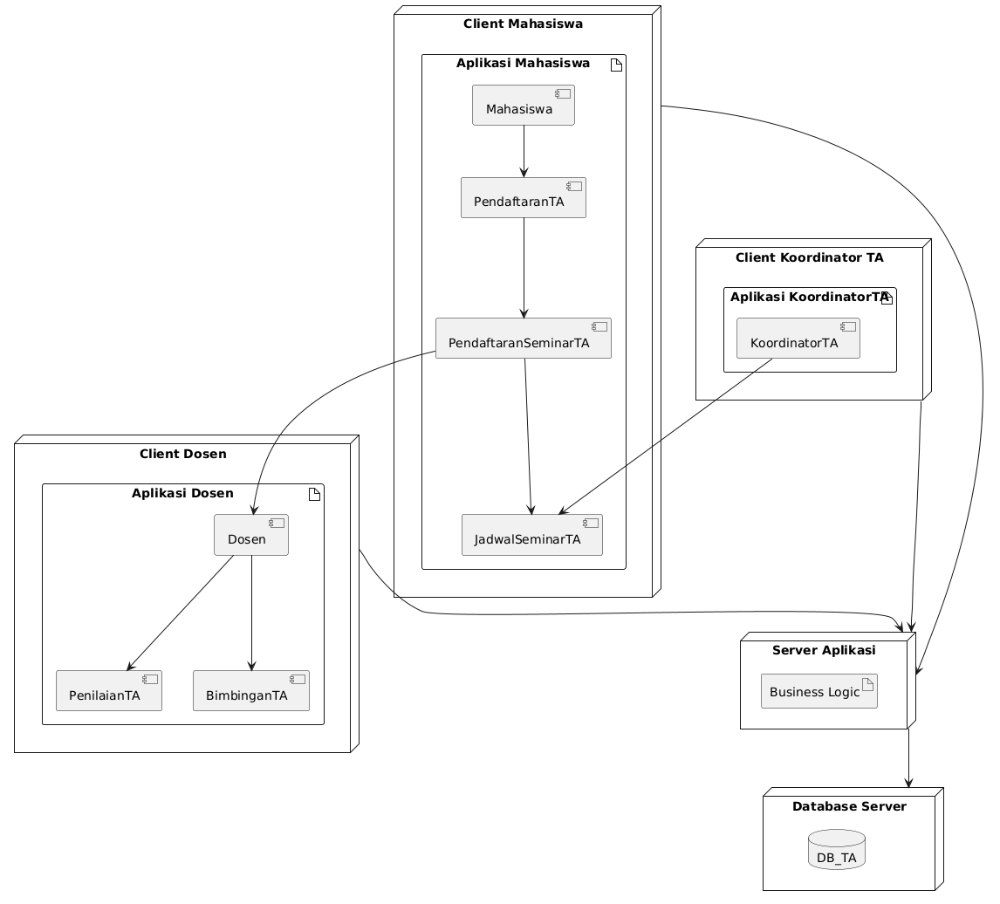 Client Mahasiswa
Aplikasi Mahasiswa
Mahasiswa
PendaftaranTA
PendaftaranSeminarTA
JadwalSeminarTA
Client Koordinator TA
Aplikasi KoordinatorTA
KoordinatorTA
Client Dosen
Aplikasi Dosen
Dosen
PenilaianTA
BimbinganTA
Server Aplikasi
Business Logic
Database Server
DB_TA